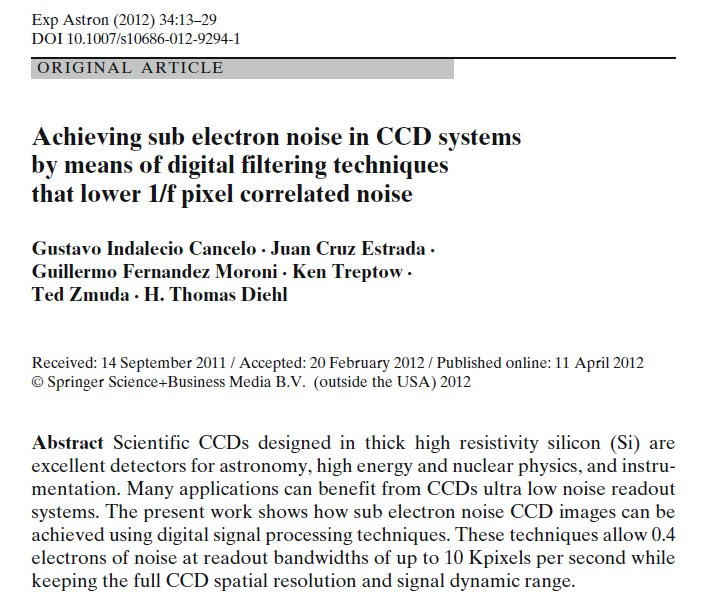 Exp Astron (2012) 34:13–29
DOI 10.1007/s10686-012-9294-1
ORIGINAL ARTICLE
Achieving sub electron noise in CCD systems
by means of digital filtering techniques
that lower 1/f pixel correlated noise
Gustavo Indalecio Cancelo · Juan Cruz Estrada ·
Guillermo Fernandez Moroni · Ken Treptow ·
Ted Zmuda · H. Thomas Diehl
Received: 14 September 2011 / Accepted: 20 February 2012 / Published online: 11 April 2012
© Springer Science+Business Media B.V. (outside the USA) 2012
Abstract Scientific CCDs designed in thick high resistivity silicon (Si) are
excellent detectors for astronomy, high energy and nuclear physics, and instru-
mentation. Many applications can benefit from CCDs ultra low noise readout
systems. The present work shows how sub electron noise CCD images can be
achieved using digital signal processing techniques. These techniques allow 0.4
electrons of noise at readout bandwidths of up to 10 Kpixels per second while
keeping the full CCD spatial resolution and signal dynamic range.